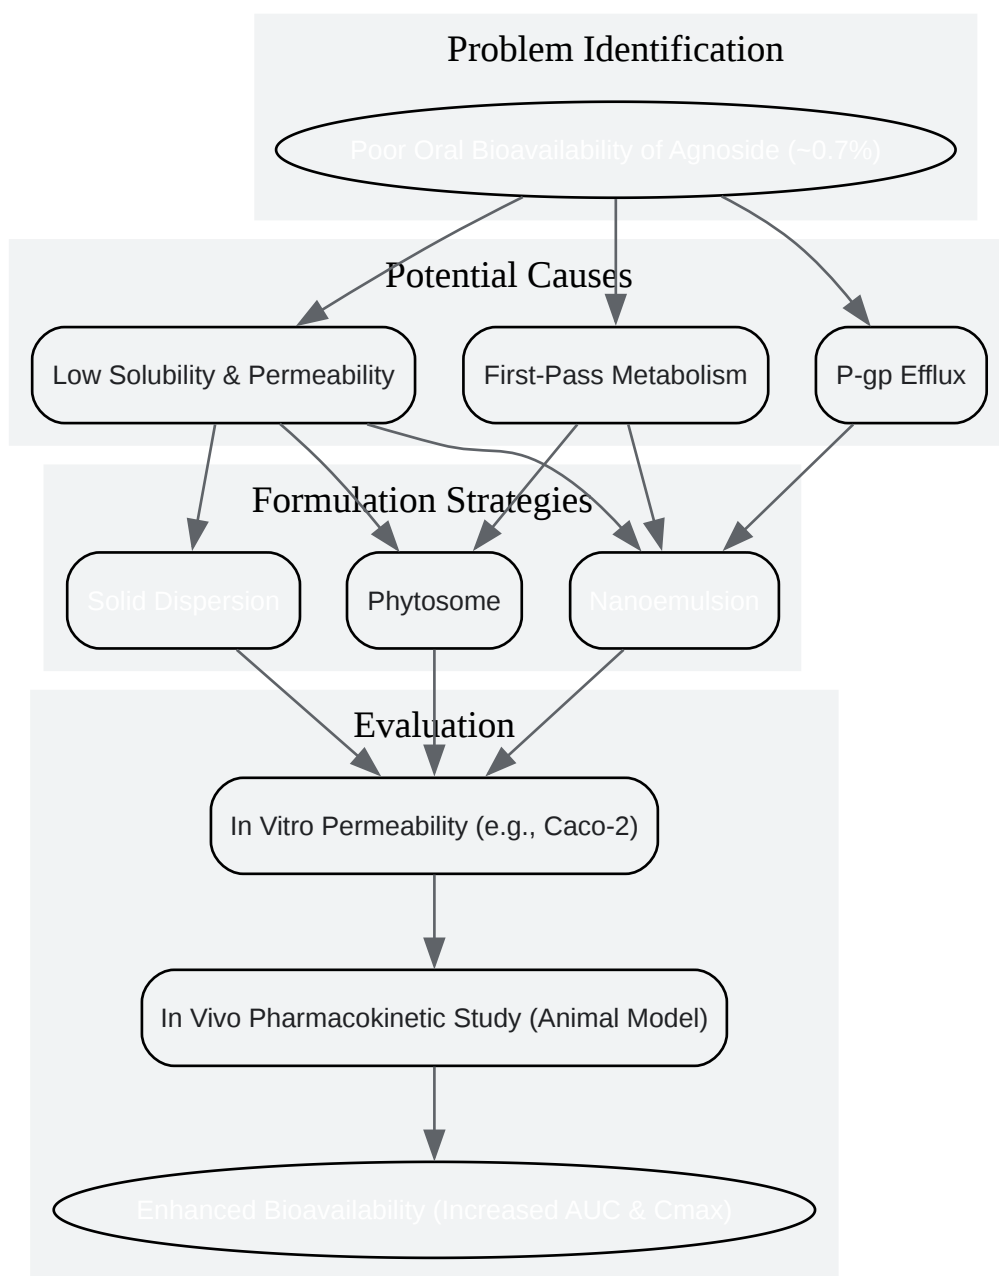 Problem Identification
Poor Oral Bioavailability of Agnoside (~0.7%)
Potential Causes
Low Solubility & Permeability
First-Pass Metabolism
P-gp Efflux
Formulation Strategies
Solid Dispersion
Phytosome
Nanoemulsion
Evaluation
In Vitro Permeability (e.g., Caco-2)
In Vivo Pharmacokinetic Study (Animal Model)
Enhanced Bioavailability (Increased AUC & Cmax)